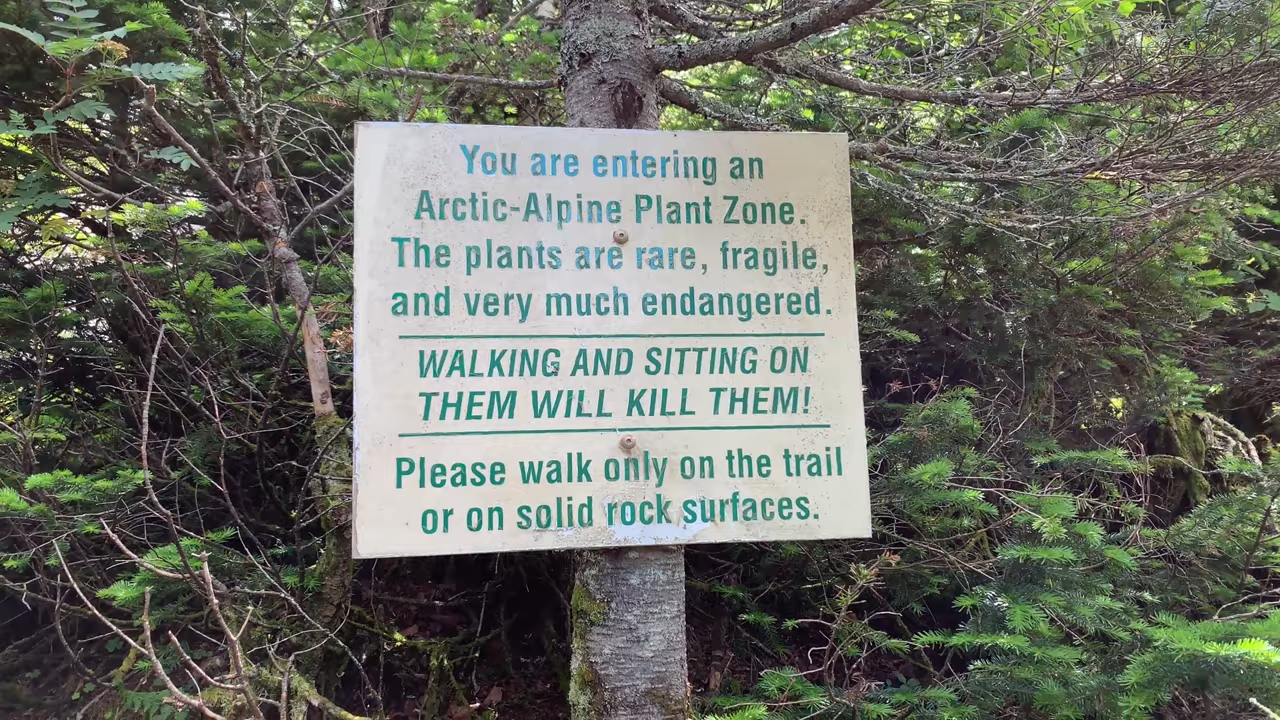 You are entering an
Arctic-Alpine Plant Zone.
The plants are rare, fragile,
and very much endangered.
WALKING AND SITTING ON
THEM WILL KILL THEM!
Please walk only on the trail
or on solid rock surfaces.